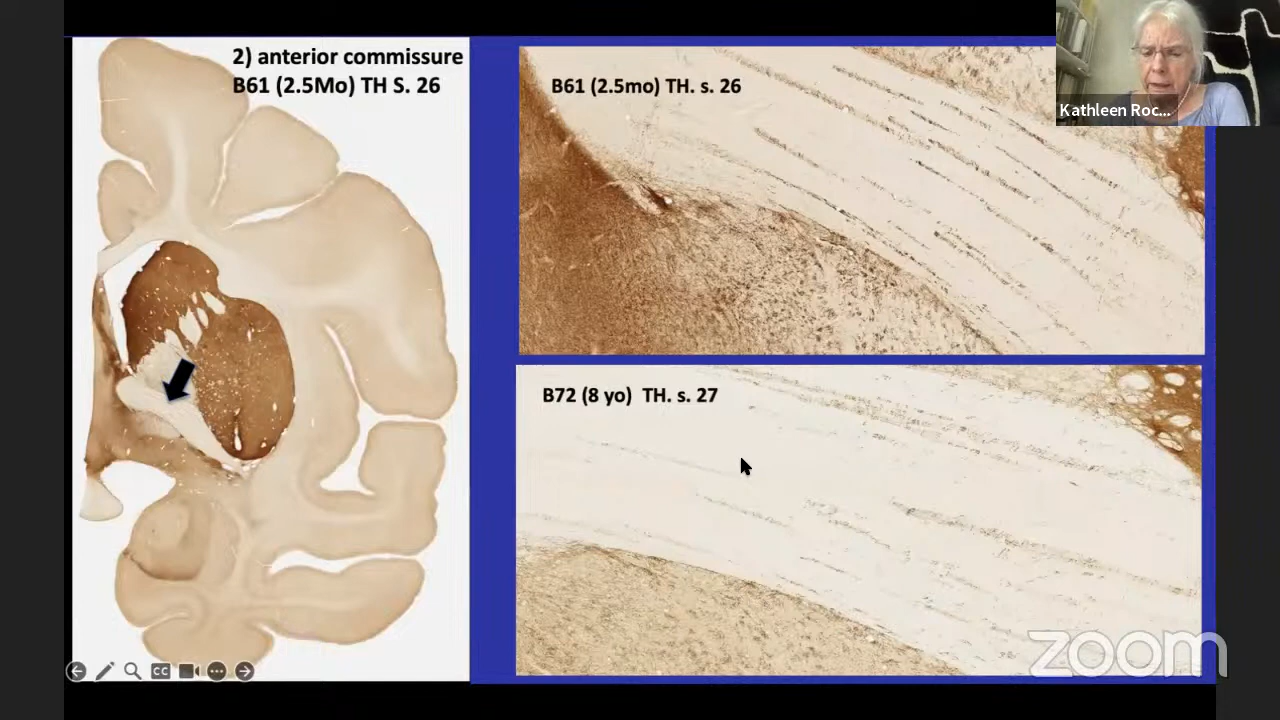 2) anterior commissure
B61 (2.5Mo) TH S. 26
B61 (2.5mo) TH. s. 26
Kathleen Roc...
B72 (8 yo) TH. s. 27
CC
zoom